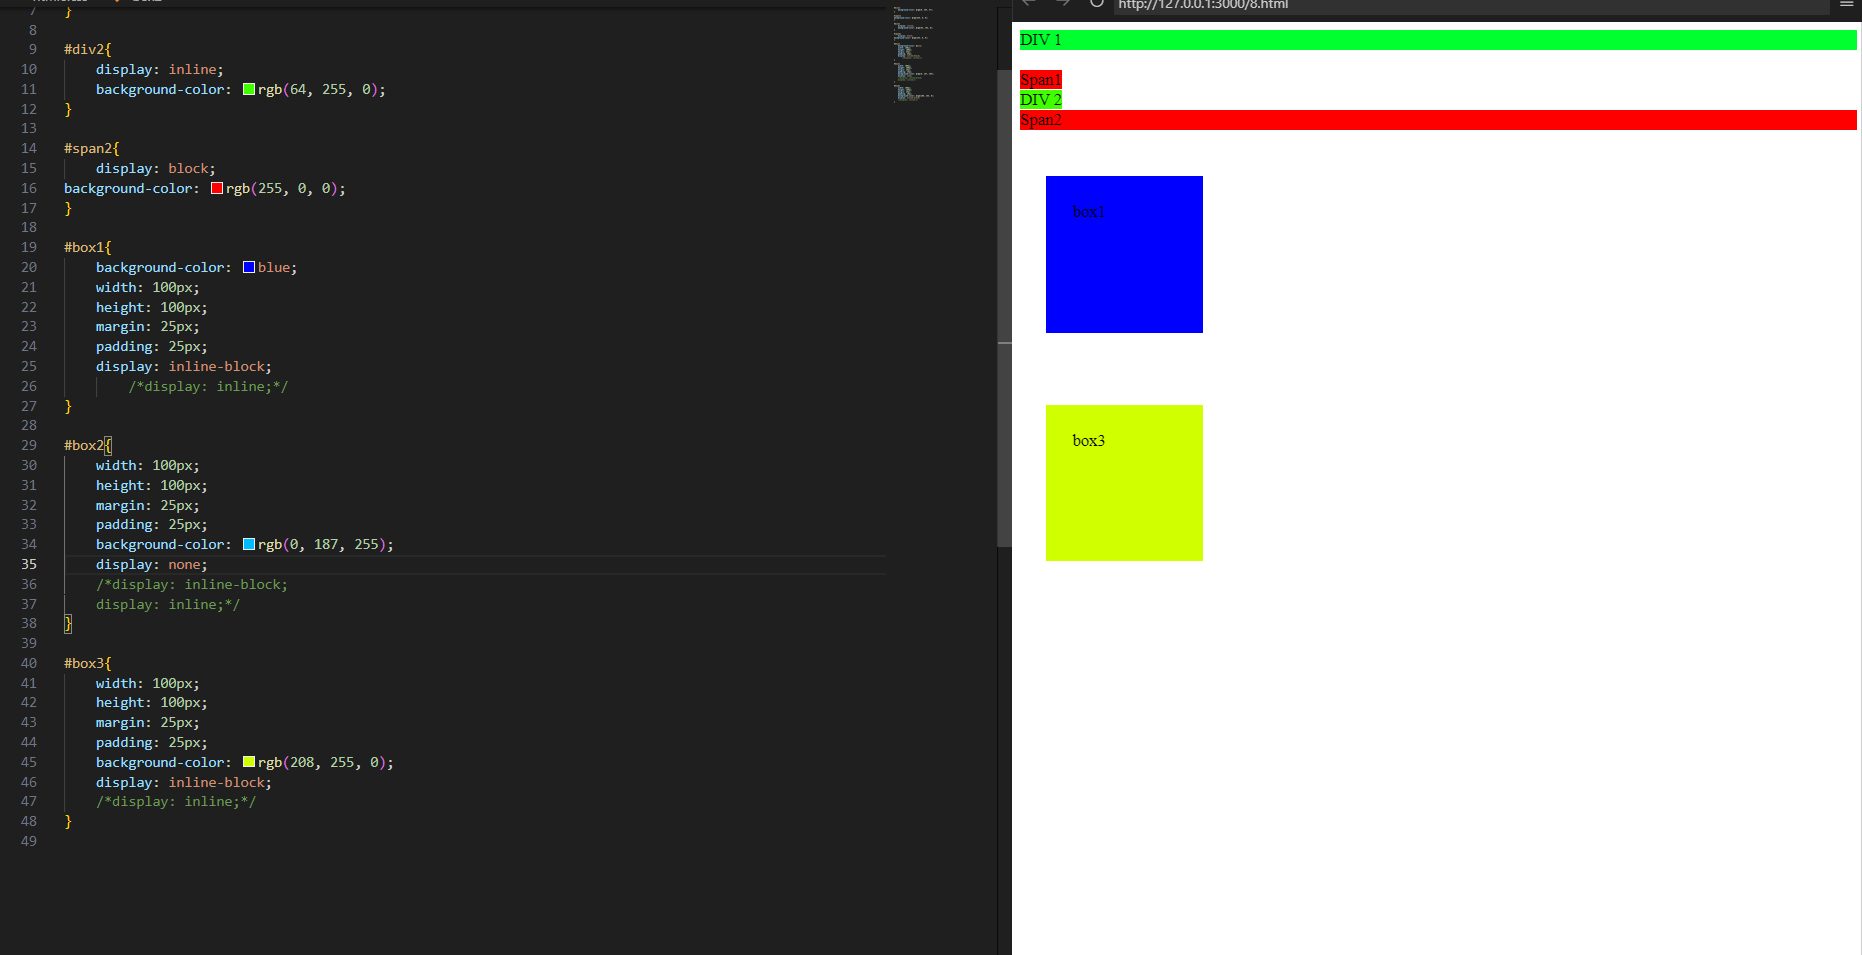 7 }
8
9 #div2{
10 display: inline;
11 background-color: rgb(64, 255, 0);
12 }
13
14 #span2{
15 display: block;
16 background-color: rgb(255, 0, 0);
17 }
18
19 #box1{
20 background-color: blue;
21 width: 100px;
22 height: 100px;
23 margin: 25px;
24 padding: 25px;
25 display: inline-block;
26 /*display: inline;*/
27 }
28
29 #box2{
30 width: 100px;
31 height: 100px;
32 margin: 25px;
33 padding: 25px;
34 background-color: rgb(0, 187, 255);
35 display: none;
36 /*display: inline-block;
37 display: inline;*/
38 }
39
40 #box3{
41 width: 100px;
42 height: 100px;
43 margin: 25px;
44 padding: 25px;
45 background-color: rgb(208, 255, 0);
46 display: inline-block;
47 /*display: inline;*/
48 }
49
http://127.0.0.1:3000/8.html
DIV 1
Span1
DIV 2
Span2
box1
box3